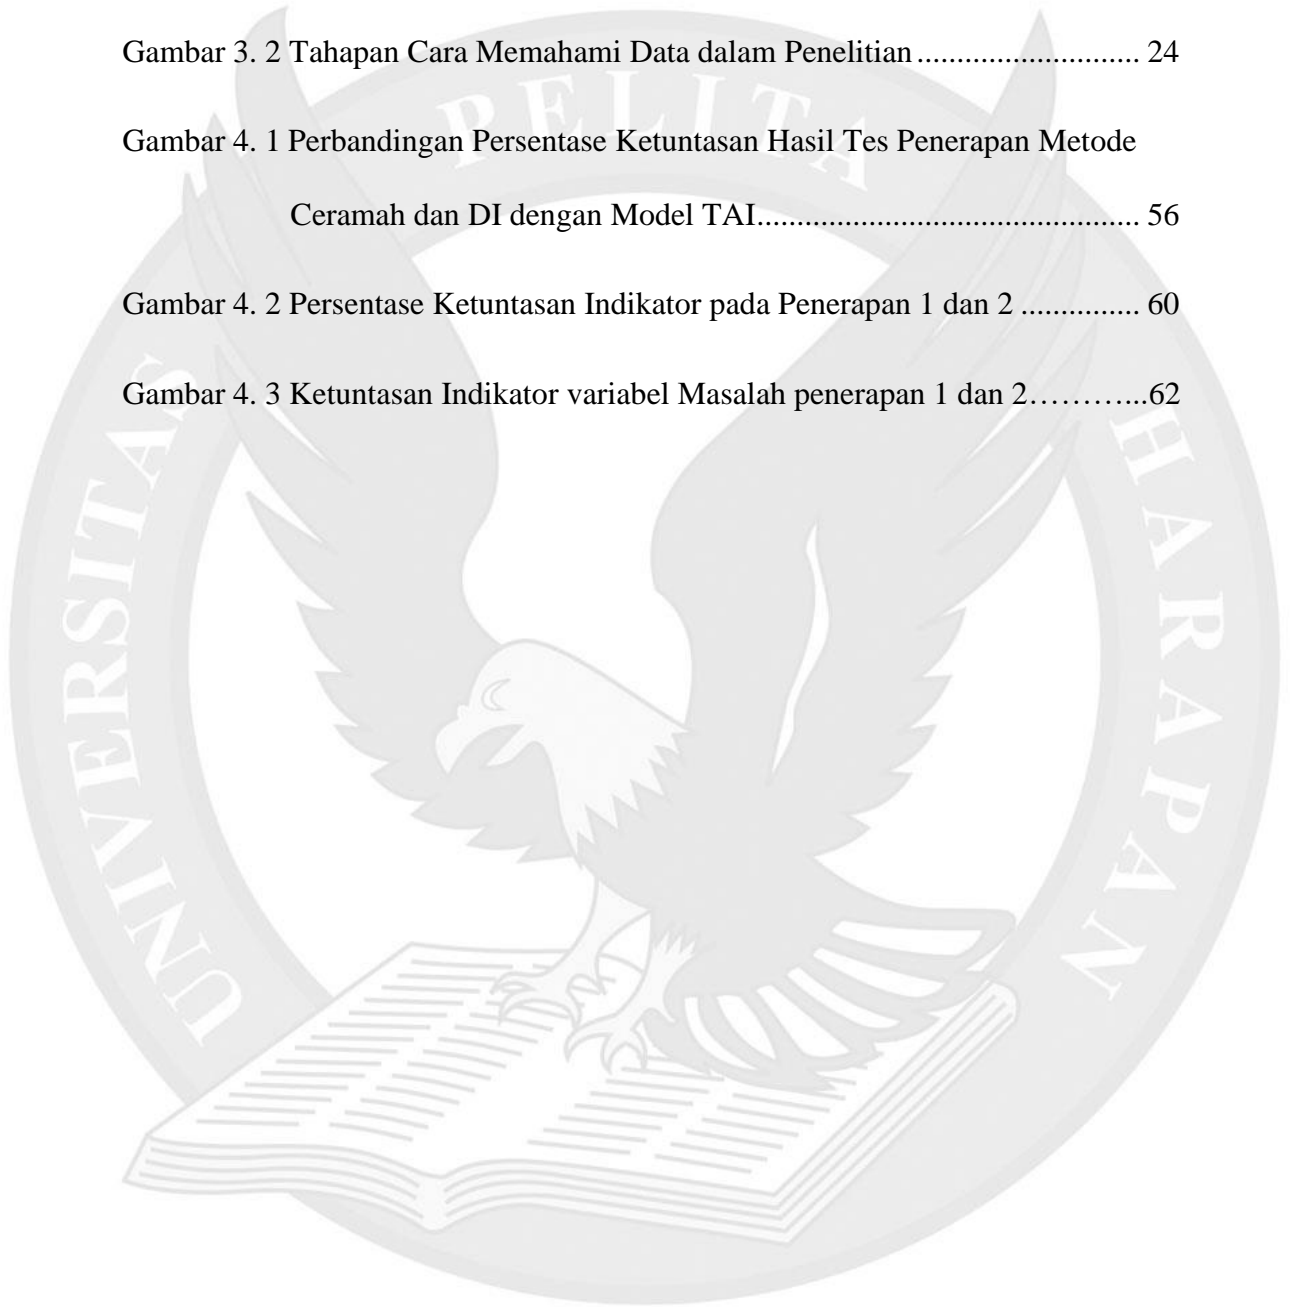 Gambar 3. 2 Tahapan Cara Memahami Data dalam Penelitian ............................ 24
Gambar 4. 1 Perbandingan Persentase Ketuntasan Hasil Tes Penerapan Metode
Ceramah dan DI dengan Model TAI................................................ 56
Gambar 4. 2 Persentase Ketuntasan Indikator pada Penerapan 1 dan 2 ............... 60
Gambar 4. 3 Ketuntasan Indikator variabel Masalah penerapan 1 dan 2………...62
UNIVERSITAS PELITA HARAPAN